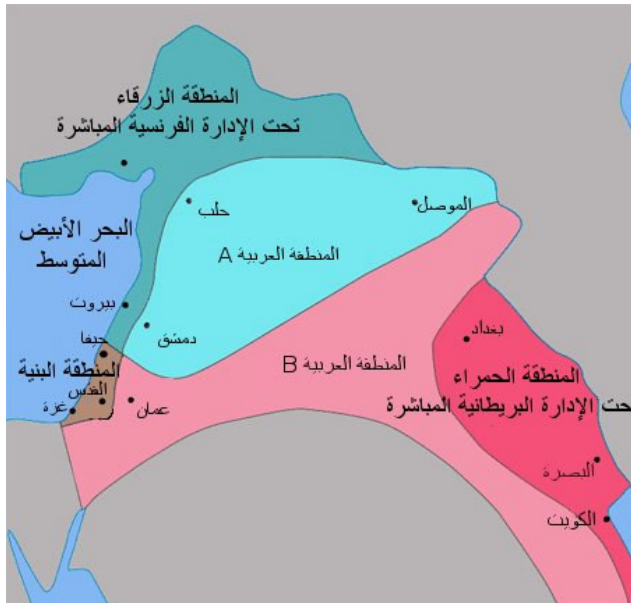 المنطقة الزرقاء
تحت الإدارة الفرنسية المباشرة
حلب
الموصل
البحر الأبيض
المتوسط
المنطقة العربية A
بيروت
دمشق
بغداد
حيفا
المنطقة العربية B
المنطقة البنية
المنطقة الحمراء
القدس
عمان
غزة
حت الإدارة البريطانية المباشرة
البصرة
الكويت